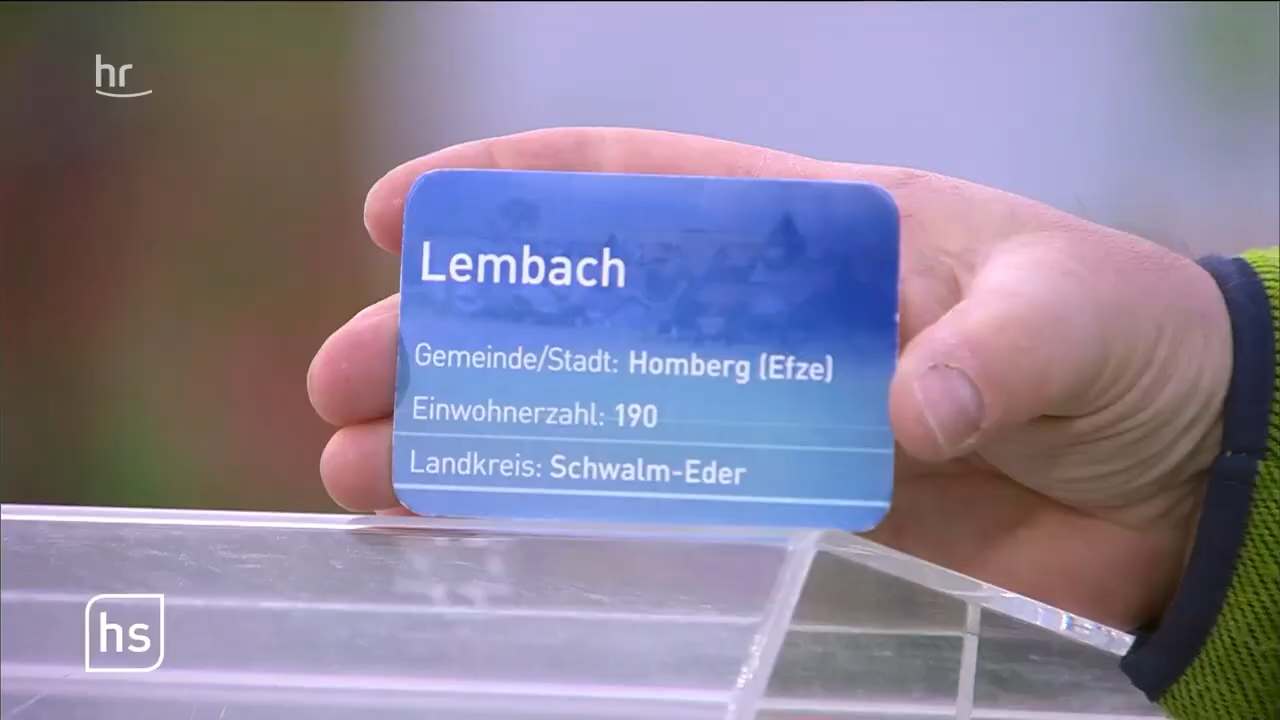 hr
Lembach
Gemeinde/Stadt: Homberg (Efze)
Einwohnerzahl: 190
Landkreis: Schwalm-Eder
hs